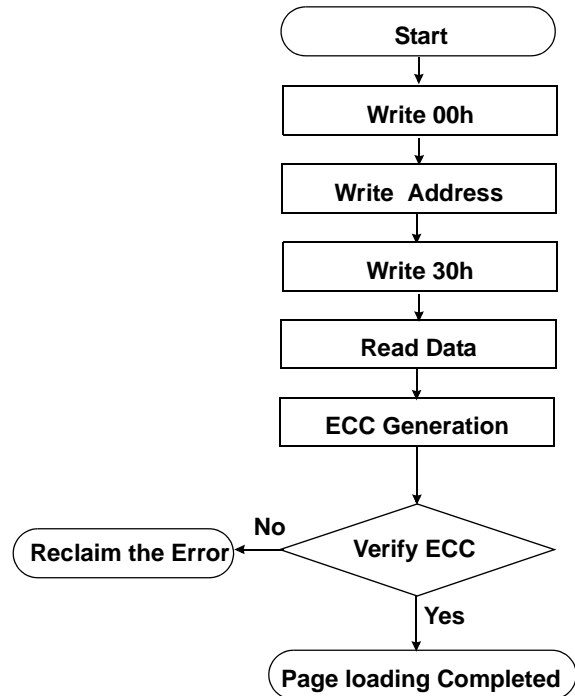 Start
Write 00h
Write Address
Write 30h
Read Data
ECC Generation
No
Reclaim the Error
Verify ECC
Yes
Page loading Completed